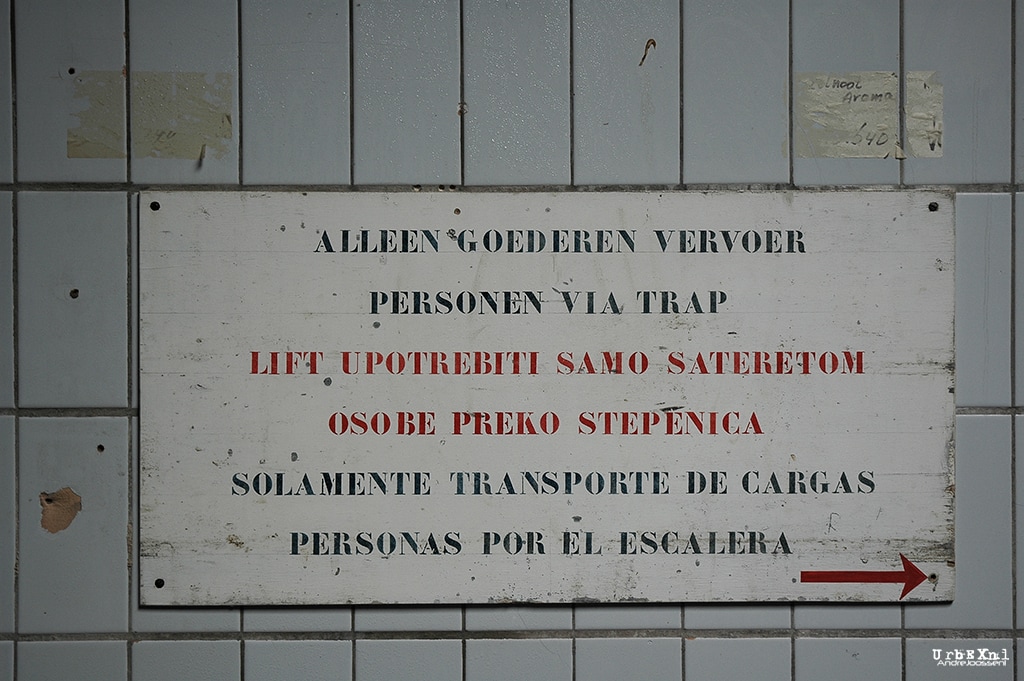 Aroma
640
ALLEEN GOEDEREN VERVOER
PERSONEN VIA TRAP
LIFT UPOTREBITI SAMO SATERETOM
OSOBE PREKO STEPENICA
SOLAMENTE TRANSPORTE DE CARGAS
PERSONAS POR EL ESCALERA
UrbEXnl
AndreJoosse.nl